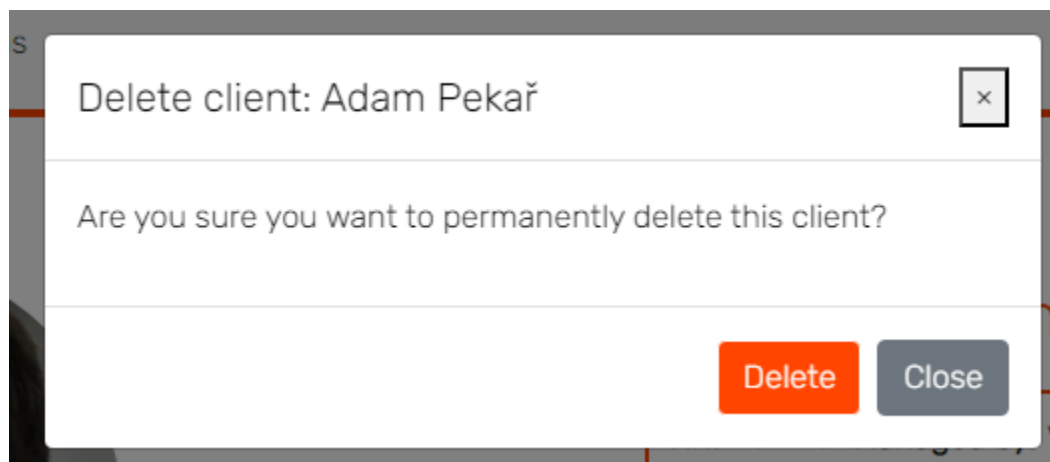 s
Delete client: Adam Pekař
×
Are you sure you want to permanently delete this client?
Delete
Close